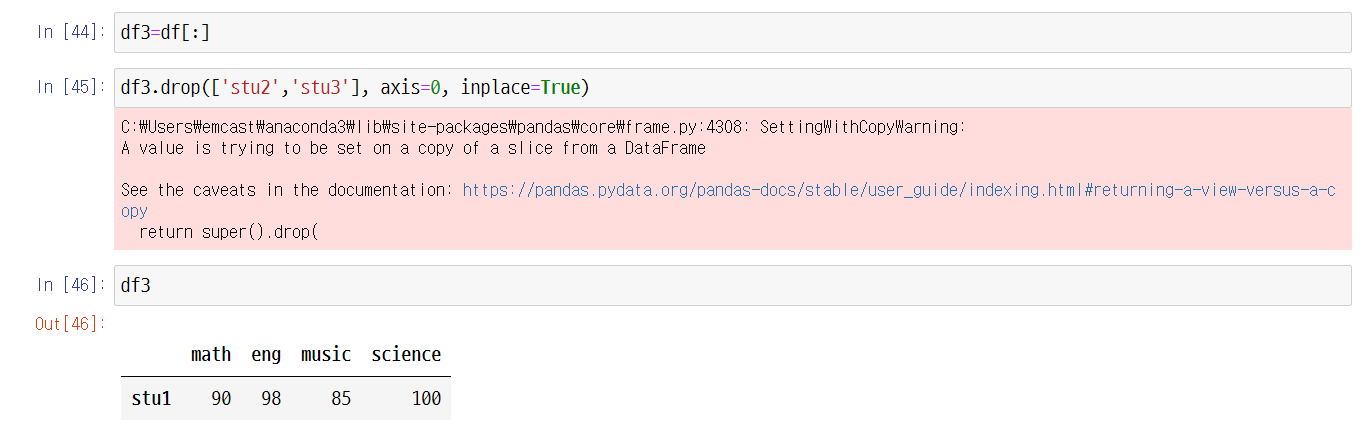 In [44]: df3=df[:]
In [45]: df3.drop(['stu2','stu3'], axis=0, inplace=True)
C:₩Users₩emcast₩anaconda3₩lib₩site-packages₩pandas₩core₩frame.py:4308: SettingWithCopyWarning:
A value is trying to be set on a copy of a slice from a DataFrame
See the caveats in the documentation: https://pandas.pydata.org/pandas-docs/stable/user_guide/indexing.html#returning-a-view-versus-a-c
opy
return super().drop(
In [46]: df3
Out[46]:
math eng music science
stu1 90 98 85 100